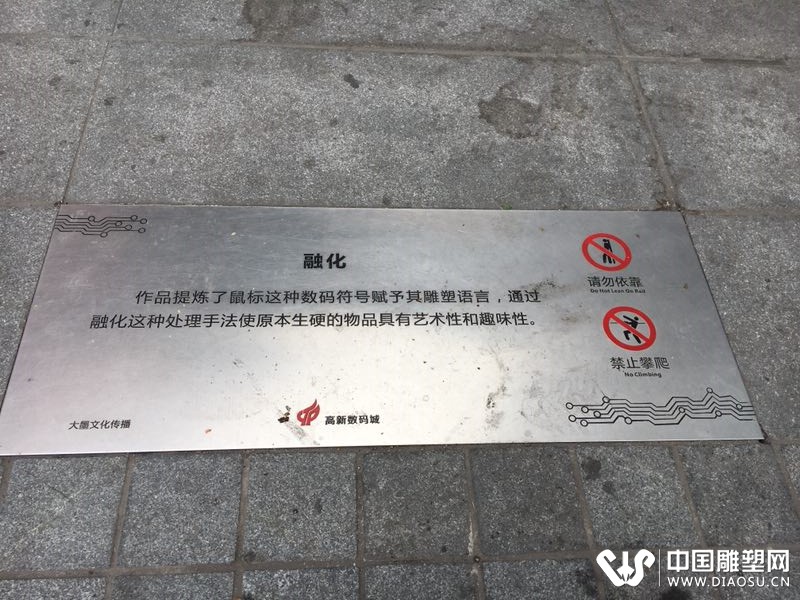 融化
作品提炼了鼠标这种数码符号赋予其雕塑语言，通过
融化这种处理手法使原本生硬的物品具有艺术性和趣味性。
请勿依靠
Do Not Lean On Rail
禁止攀爬
No Climbing
大墨文化传播
高新数码城
中国雕塑网
WWW.DIAOSU.CN